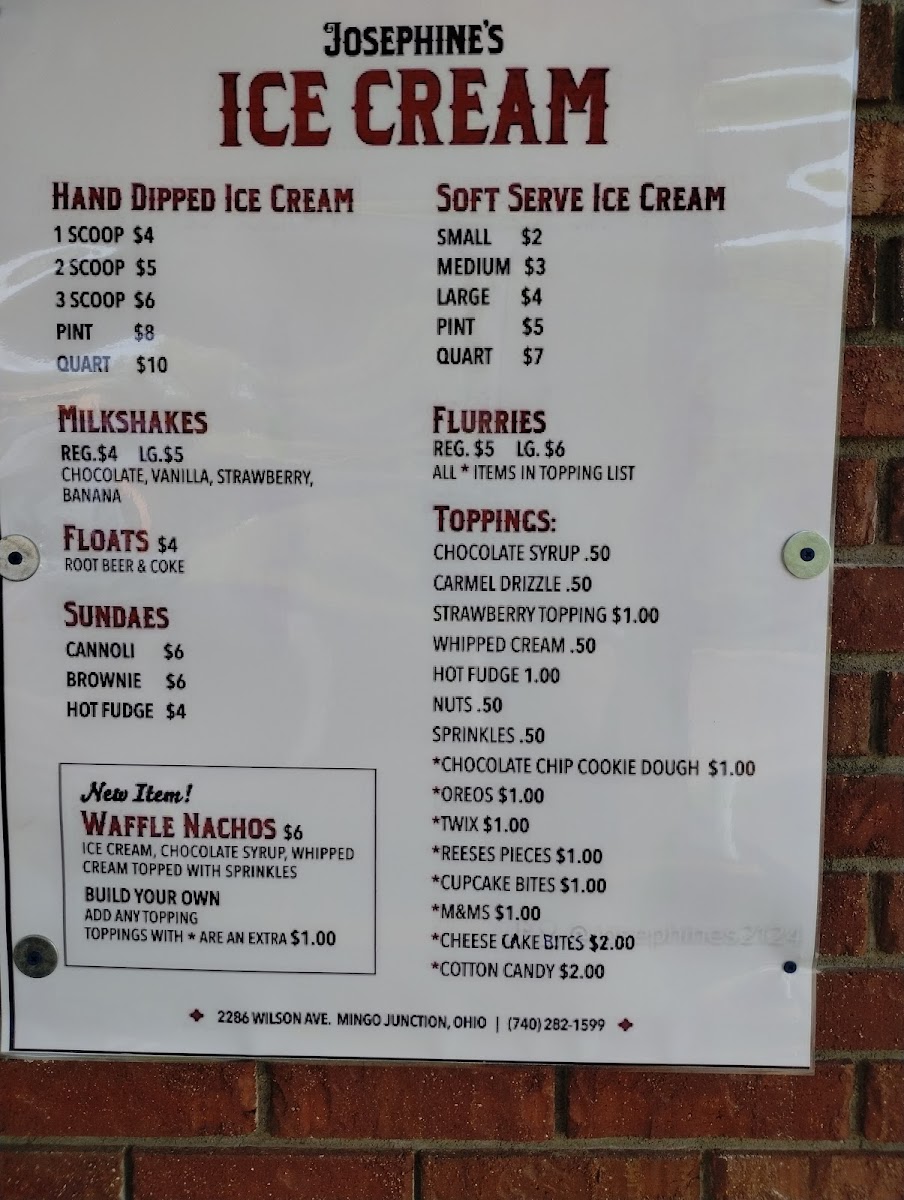 JOSEPHINE'S
ICE CREAM
HAND DIPPED ICE CREAM
1 SCOOP $4
2 SCOOP $5
3 SCOOP $6
PINT $8
QUART $10
MILKSHAKES
REG.$4 LG.$5
CHOCOLATE, VANILLA, STRAWBERRY,
BANANA
FLOATS $4
ROOT BEER & COKE
SUNDAES
CANNOLI $6
BROWNIE $6
HOT FUDGE $4
New Item!
WAFFLE NACHOS $6
ICE CREAM, CHOCOLATE SYRUP, WHIPPED
CREAM TOPPED WITH SPRINKLES
BUILD YOUR OWN
ADD ANY TOPPING
TOPPINGS WITH * ARE AN EXTRA $1.00
SOFT SERVE ICE CREAM
SMALL $2
MEDIUM $3
LARGE $4
PINT $5
QUART $7
FLURRIES
REG. $5 LG. $6
ALL * ITEMS IN TOPPING LIST
TOPPINGS:
CHOCOLATE SYRUP .50
CARMEL DRIZZLE .50
STRAWBERRY TOPPING $1.00
WHIPPED CREAM .50
HOT FUDGE 1.00
NUTS .50
SPRINKLES .50
*CHOCOLATE CHIP COOKIE DOUGH $1.00
*OREOS $1.00
*TWIX $1.00
*REESES PIECES $1.00
*CUPCAKE BITES $1.00
*M&MS $1.00
*CHEESE CAKE BITES $2.00
*COTTON CANDY $2.00
2286 WILSON AVE. MINGO JUNCTION, OHIO | (740) 282-1599